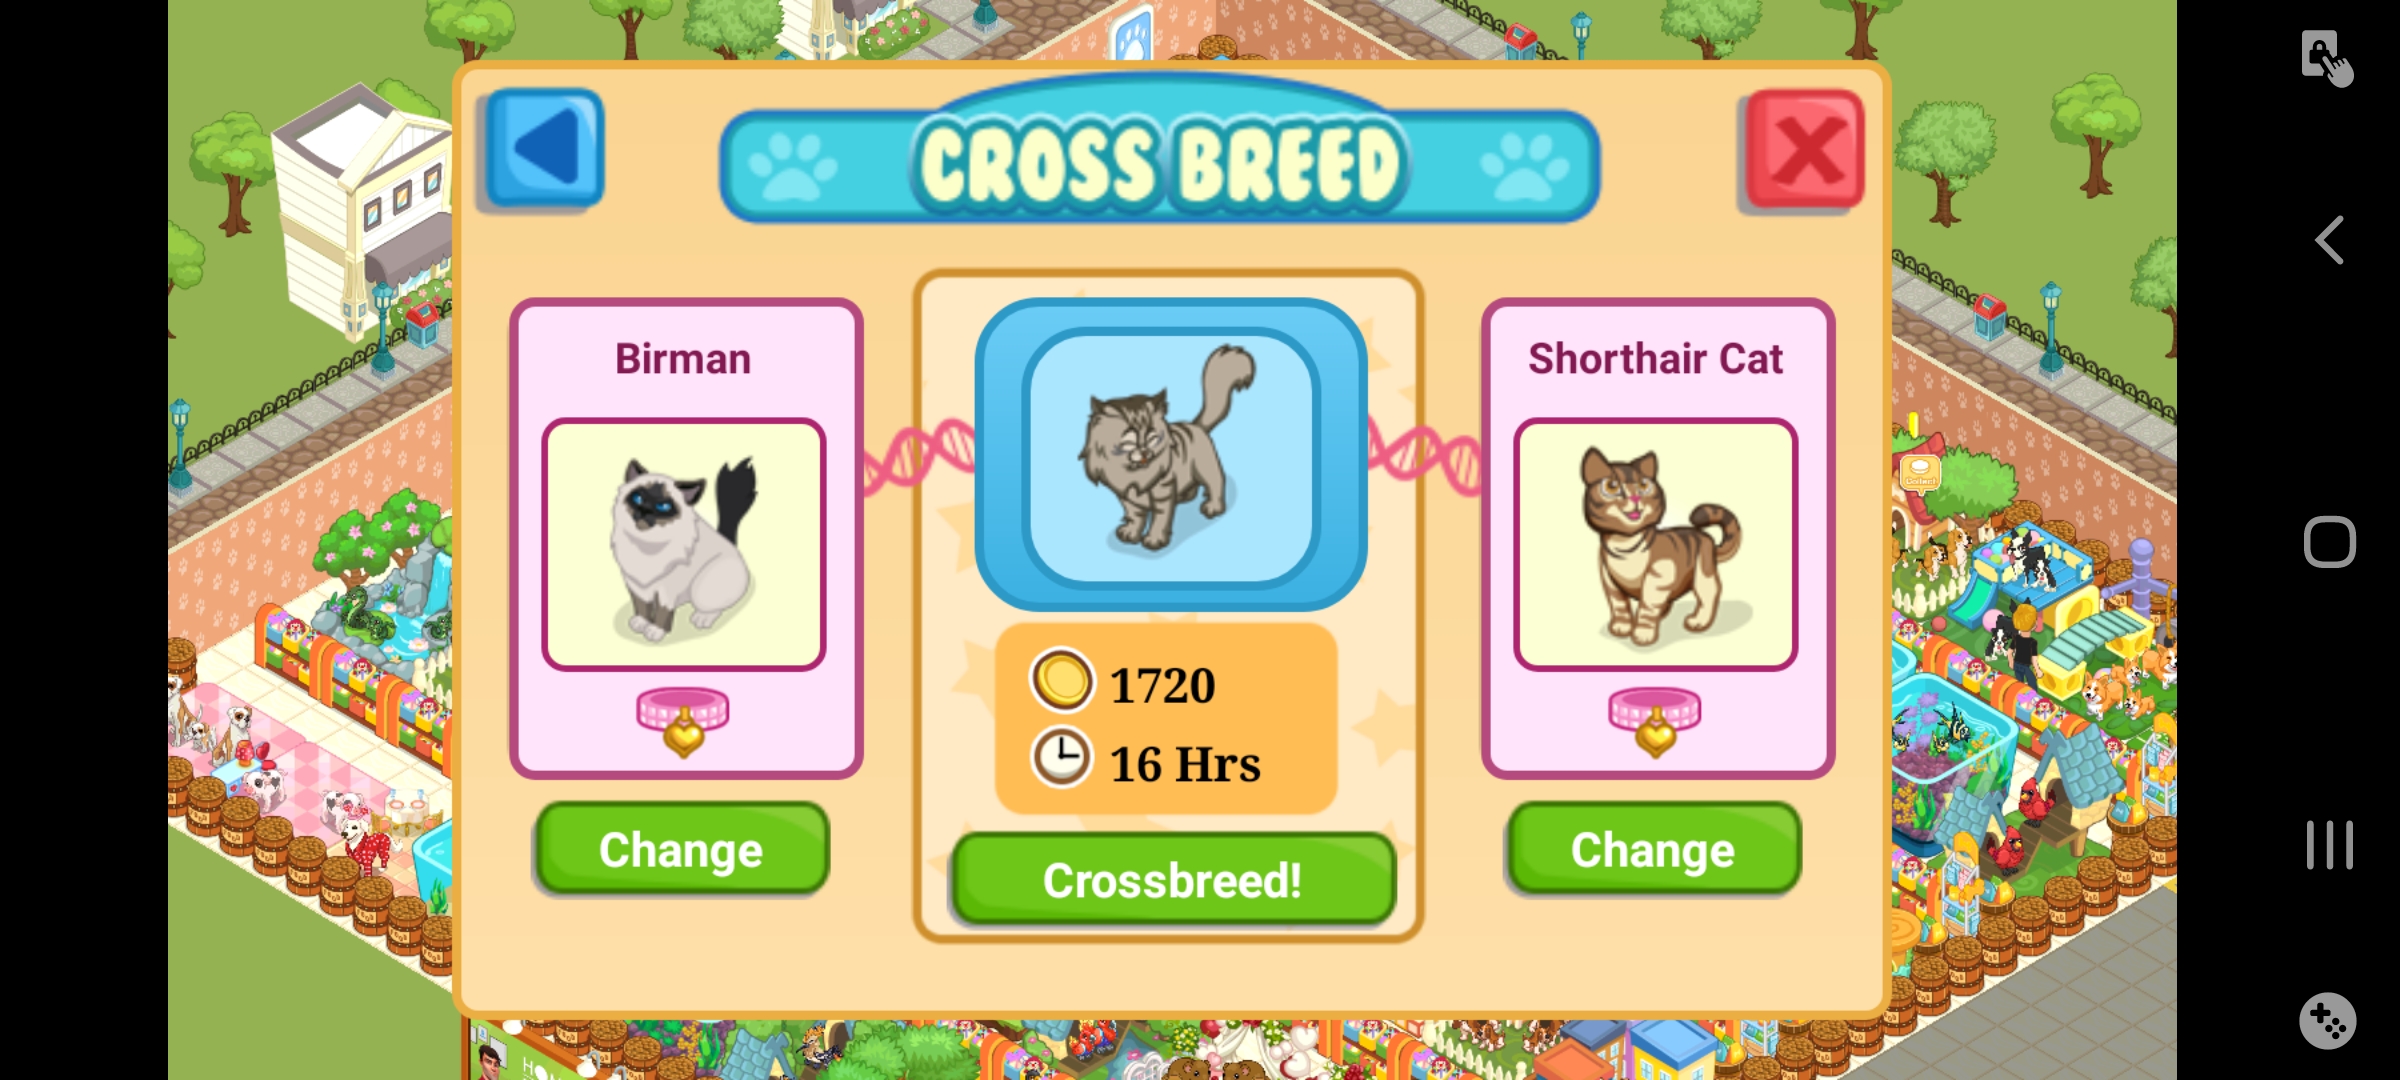 CROSS BREED
Birman
Shorthair Cat
1720
16 Hrs
Change
Crossbreed!
Change